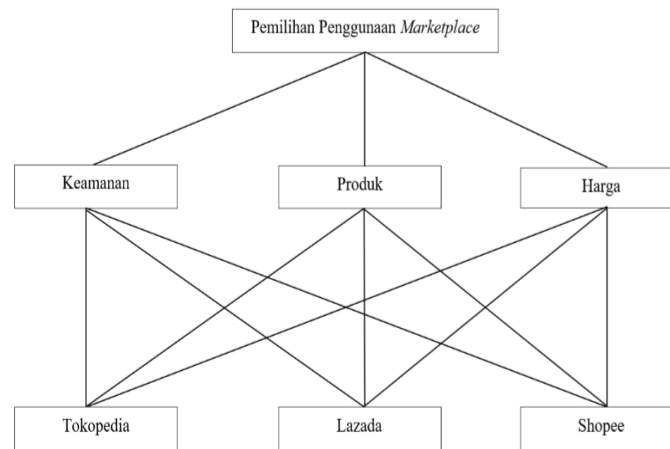 Pemilihan Penggunaan Marketplace
Keamanan
Produk
Harga
Tokopedia
Lazada
Shopee